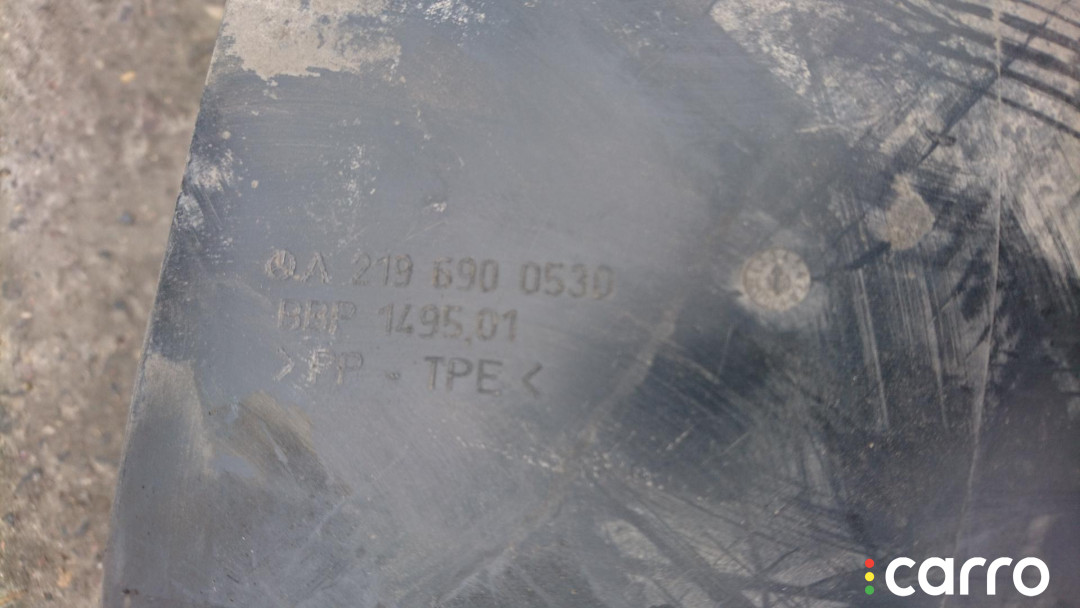 A 219 690 0530
BBP 1495.01
>PP - TPE<
carro